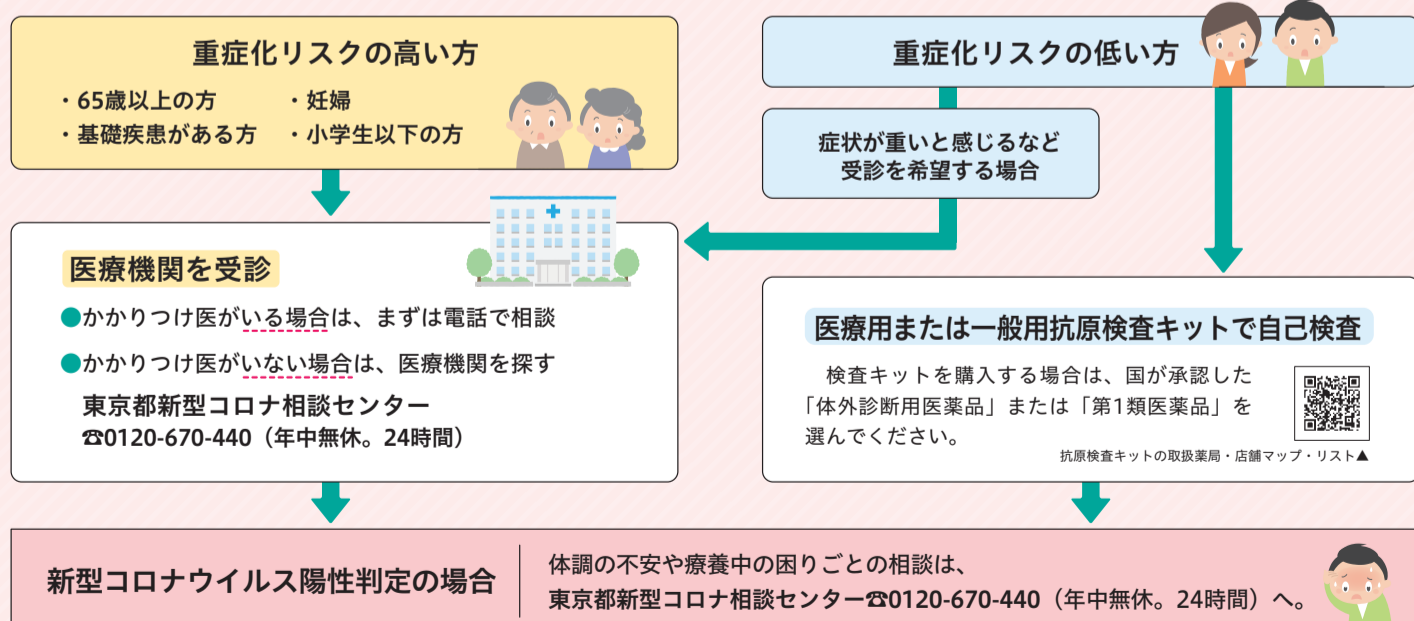 重症化リスクの高い方
・65歳以上の方 ・妊婦
・基礎疾患がある方 ・小学生以下の方
重症化リスクの低い方
症状が重いと感じるなど
受診を希望する場合
医療機関を受診
●かかりつけ医がいる場合は、まずは電話で相談
●かかりつけ医がいない場合は、医療機関を探す
東京都新型コロナ相談センター
☎0120-670-440（年中無休。24時間）
医療用または一般用抗原検査キットで自己検査
検査キットを購入する場合は、国が承認した
「体外診断用医薬品」または「第1類医薬品」を
選んでください。
抗原検査キットの取扱薬局・店舗マップ・リスト▲
新型コロナウイルス陽性判定の場合
体調の不安や療養中の困りごとの相談は、
東京都新型コロナ相談センター☎0120-670-440（年中無休。24時間）へ。